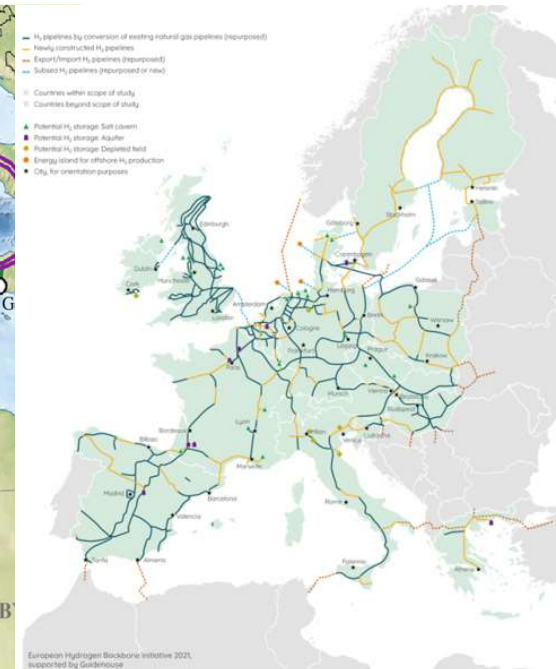 H₂ pipelines by conversion of existing natural gas pipelines (repurposed)
Newly constructed H₂ pipelines
Export/Import H₂ pipelines (repurposed)
Subsea H₂ pipelines (repurposed or new)
Countries within scope of study
Countries beyond scope of study
Potential H₂ storage: Salt cavern
Potential H₂ storage: Aquifer
Potential H₂ storage: Depleted field
Energy island for offshore H₂ production
City, for orientation purposes
Helsinki
Tallinn
Stockholm
Göteborg
Edinburgh
Copenhagen
Dublin
Manchester
Cork
Gdansk
Hamburg
Amsterdam
London
Berlin
Warsaw
Cologne
Leipzig
Frankfurt
Prague
Krakow
Paris
Munich
Vienna
Bratislava
Budapest
Lyon
Milan
Venice
Bordeaux
Bilbao
Marseille
Madrid
Barcelona
Rome
Valencia
Tarifa
Almeria
Palermo
Athens
G
B
European Hydrogen Backbone Initiative 2021,
supported by Guidehouse